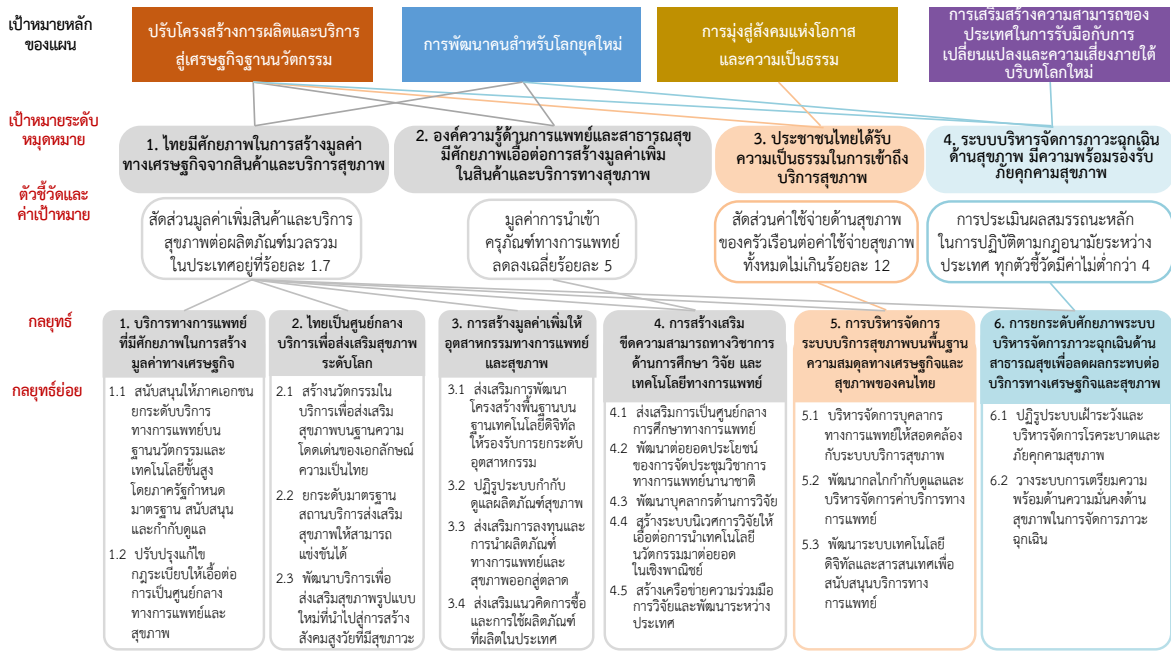 เป้าหมายหลัก
ของแผน
ปรับโครงสร้างการผลิตและบริการ
สู่เศรษฐกิจฐานนวัตกรรม
การพัฒนาคนสำหรับโลกยุคใหม่
การมุ่งสู่สังคมแห่งโอกาส
และความเป็นธรรม
การเสริมสร้างความสามารถของ
ประเทศในการรับมือกับการ
เปลี่ยนแปลงและความเสี่ยงภายใต้
บริบทโลกใหม่
เป้าหมายระดับ
หมุดหมาย
1. ไทยมีศักยภาพในการสร้างมูลค่า
ทางเศรษฐกิจจากสินค้าและบริการสุขภาพ
2. องค์ความรู้ด้านการแพทย์และสาธารณสุข
มีศักยภาพเอื้อต่อการสร้างมูลค่าเพิ่ม
ในสินค้าและบริการทางสุขภาพ
3. ประชาชนไทยได้รับ
ความเป็นธรรมในการเข้าถึง
บริการสุขภาพ
4. ระบบบริหารจัดการภาวะฉุกเฉิน
ด้านสุขภาพ มีความพร้อมรองรับ
ภัยคุกคามสุขภาพ
ตัวชี้วัดและ
ค่าเป้าหมาย
สัดส่วนมูลค่าเพิ่มสินค้าและบริการ
สุขภาพต่อผลิตภัณฑ์มวลรวม
ในประเทศอยู่ที่ร้อยละ 1.7
มูลค่าการนำเข้า
ครุภัณฑ์ทางการแพทย์
ลดลงเฉลี่ยร้อยละ 5
สัดส่วนค่าใช้จ่ายด้านสุขภาพ
ของครัวเรือนต่อค่าใช้จ่ายสุขภาพ
ทั้งหมดไม่เกินร้อยละ 12
การประเมินผลสมรรถนะหลัก
ในการปฏิบัติตามกฎอนามัยระหว่าง
ประเทศ ทุกตัวชี้วัดมีค่าไม่ต่ำกว่า 4
กลยุทธ์
1. บริการทางการแพทย์
ที่มีศักยภาพในการสร้าง
มูลค่าทางเศรษฐกิจ
2. ไทยเป็นศูนย์กลาง
บริการเพื่อส่งเสริมสุขภาพ
ระดับโลก
3. การสร้างมูลค่าเพิ่มให้
อุตสาหกรรมทางการแพทย์
และสุขภาพ
4. การสร้างเสริม
ขีดความสามารถทางวิชาการ
ด้านการศึกษา วิจัย และ
เทคโนโลยีทางการแพทย์
5. การบริหารจัดการ
ระบบบริการสุขภาพบนพื้นฐาน
ความสมดุลทางเศรษฐกิจและ
สุขภาพของคนไทย
6. การยกระดับศักยภาพระบบ
บริหารจัดการภาวะฉุกเฉินด้าน
สาธารณสุขเพื่อลดผลกระทบต่อ
บริการทางเศรษฐกิจและสุขภาพ
กลยุทธ์ย่อย
1.1 สนับสนุนให้ภาคเอกชน
ยกระดับบริการ
ทางการแพทย์บน
ฐานนวัตกรรมและ
เทคโนโลยีขั้นสูง
โดยภาครัฐกำหนด
มาตรฐาน สนับสนุน
และกำกับดูแล
1.2 ปรับปรุงแก้ไข
กฎระเบียบให้เอื้อต่อ
การเป็นศูนย์กลาง
ทางการแพทย์และ
สุขภาพ
2.1 สร้างนวัตกรรมใน
บริการเพื่อส่งเสริม
สุขภาพบนฐานความ
โดดเด่นของเอกลักษณ์
ความเป็นไทย
2.2 ยกระดับมาตรฐาน
สถานบริการส่งเสริม
สุขภาพให้สามารถ
แข่งขันได้
2.3 พัฒนาบริการเพื่อ
ส่งเสริมสุขภาพรูปแบบ
ใหม่ที่นำไปสู่การสร้าง
สังคมสูงวัยที่มีสุขภาวะ
3.1 ส่งเสริมการพัฒนา
โครงสร้างพื้นฐานบน
ฐานเทคโนโลยีดิจิทัล
ให้รองรับการยกระดับ
อุตสาหกรรม
3.2 ปฏิรูประบบกำกับ
ดูแลผลิตภัณฑ์สุขภาพ
3.3 ส่งเสริมการลงทุนและ
การนำผลิตภัณฑ์
ทางการแพทย์และ
สุขภาพออกสู่ตลาด
3.4 ส่งเสริมแนวคิดการซื้อ
และการใช้ผลิตภัณฑ์
ที่ผลิตในประเทศ
4.1 ส่งเสริมการเป็นศูนย์กลาง
การศึกษาทางการแพทย์
4.2 พัฒนาต่อยอดประโยชน์
ของการจัดประชุมวิชาการ
ทางการแพทย์นานาชาติ
4.3 พัฒนาบุคลากรด้านการวิจัย
4.4 สร้างระบบนิเวศการวิจัยให้
เอื้อต่อการนำเทคโนโลยี
นวัตกรรมมาต่อยอด
ในเชิงพาณิชย์
4.5 สร้างเครือข่ายความร่วมมือ
การวิจัยและพัฒนาระหว่าง
ประเทศ
5.1 บริหารจัดการบุคลากร
ทางการแพทย์ให้สอดคล้อง
กับระบบบริการสุขภาพ
5.2 พัฒนากลไกกำกับดูแลและ
บริหารจัดการค่าบริการทาง
การแพทย์
5.3 พัฒนาระบบเทคโนโลยี
ดิจิทัลและสารสนเทศเพื่อ
สนับสนุนบริการทาง
การแพทย์
6.1 ปฏิรูประบบเฝ้าระวังและ
บริหารจัดการโรคระบาดและ
ภัยคุกคามสุขภาพ
6.2 วางระบบการเตรียมความ
พร้อมด้านความมั่นคงด้าน
สุขภาพในการจัดการภาวะ
ฉุกเฉิน